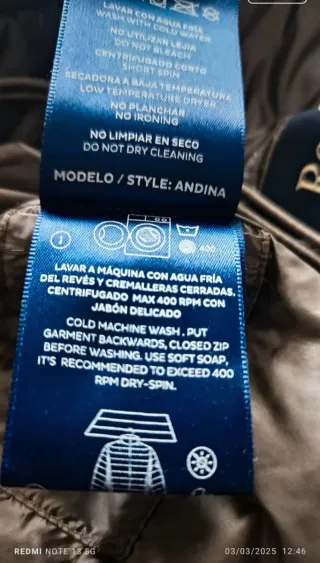 LAVAR CON AGUA FRÍA
WASH WITH COLD WATER
NO UTILIZAR LEJIA
DO NOT BLEACH
CENTRIFUGADO CORTO
SHORT SPIN
SECADORA A BAJA TEMPERATURA
LOW TEMPERATURE DRYER
NO PLANCHAR
NO IRONING
NO LIMPIAR EN SECO
DO NOT DRY CLEANING
MODELO / STYLE: ANDINA
i
400
LAVAR A MÁQUINA CON AGUA FRÍA
DEL REVÉS Y CREMALLERAS CERRADAS.
CENTRIFUGADO MAX 400 RPM CON
JABÓN DELICADO
COLD MACHINE WASH. PUT
GARMENT BACKWARDS, CLOSED ZIP
BEFORE WASHING. USE SOFT SOAP,
IT'S RECOMMENDED TO EXCEED 400
RPM DRY-SPIN.
REDMI NOTE 13 5G
03/03/2025 12:46